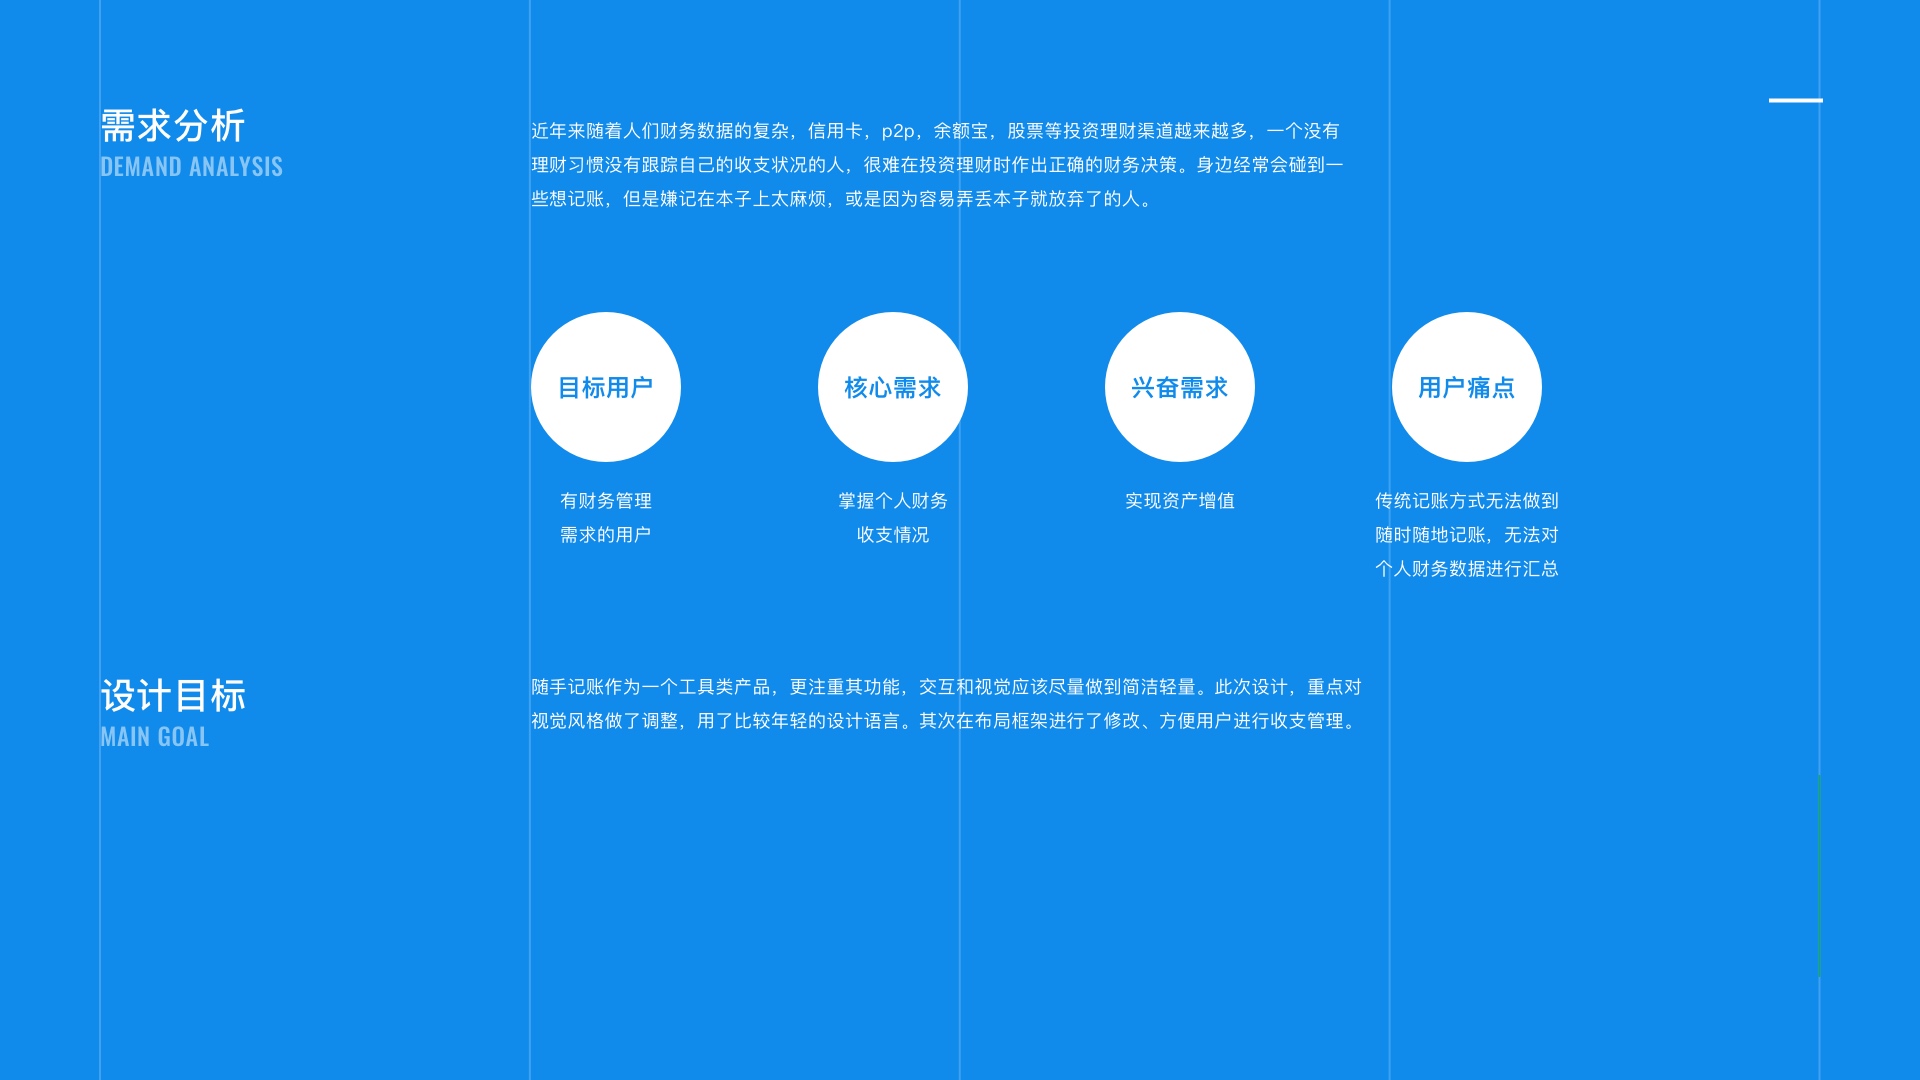 需求分析
DEMAND ANALYSIS
近年来随着人们财务数据的复杂，信用卡，p2p，余额宝，股票等投资理财渠道越来越多，一个没有
理财习惯没有跟踪自己的收支状况的人，很难在投资理财时作出正确的财务决策。身边经常会碰到一
些想记账，但是嫌记在本子上太麻烦，或是因为容易弄丢本子就放弃了的人。
目标用户
有财务管理
需求的用户
核心需求
掌握个人财务
收支情况
兴奋需求
实现资产增值
用户痛点
传统记账方式无法做到
随时随地记账，无法对
个人财务数据进行汇总
设计目标
MAIN GOAL
随手记账作为一个工具类产品，更注重其功能，交互和视觉应该尽量做到简洁轻量。此次设计，重点对
视觉风格做了调整，用了比较年轻的设计语言。其次在布局框架进行了修改、方便用户进行收支管理。